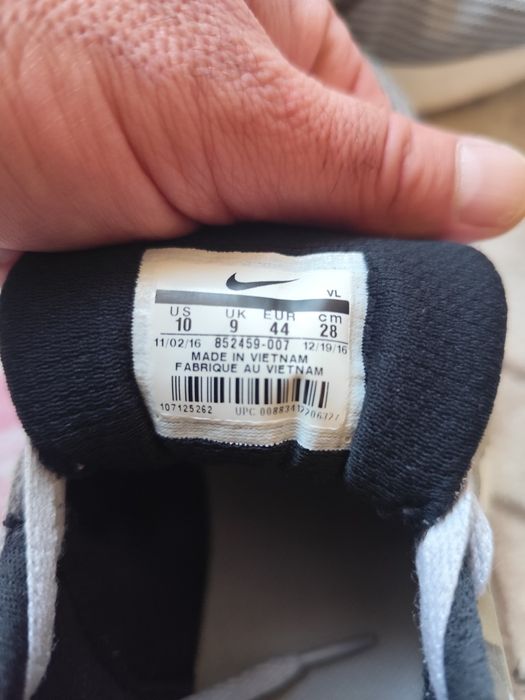 VL
US UK EUR cm
10 9 44 28
11/02/16 852459-007 12/19/16
MADE IN VIETNAM
FABRIQUE AU VIETNAM
107125262 UPC